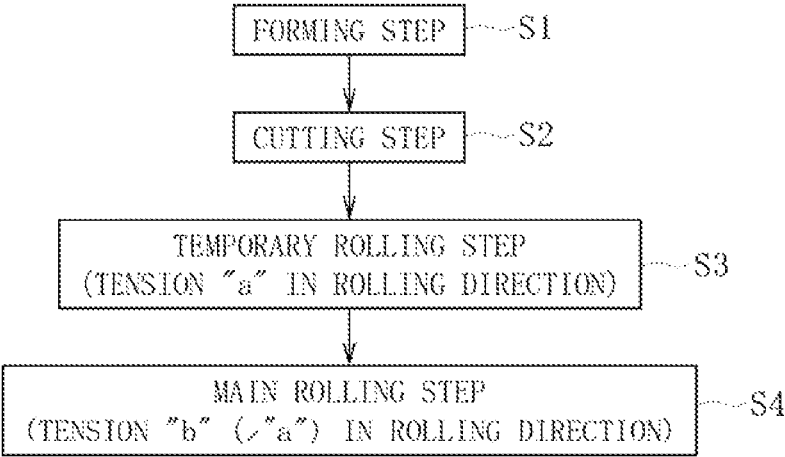 FORMING STEP
S1
CUTTING STEP
S2
TEMPORARY ROLLING STEP
(TENSION "a" IN ROLLING DIRECTION)
S3
MAIN ROLLING STEP
(TENSION "b" ("a") IN ROLLING DIRECTION)
S4